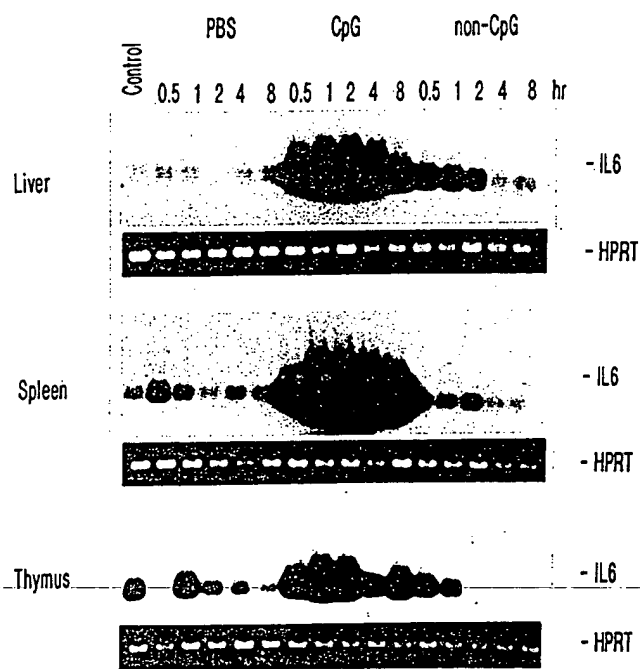 PBS CpG non-CpG
Control 0.5 1 2 4 8 0.5 1 2 4 8 0.5 1 2 4 8 hr
Liver - IL6
- HPRT
Spleen - IL6
- HPRT
Thymus - IL6
- HPRT